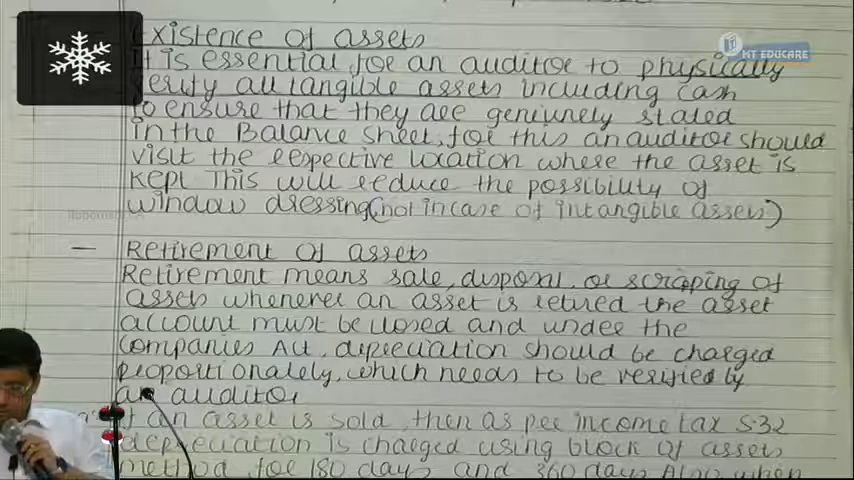 Existence of assets
MT EDUCARE
It is essential for an auditor to physically
verify all tangible assets including cash
to ensure that they are geniunely stated
in the Balance sheet, for this an auditor should
visit the respective location where the asset is
kept This will reduce the possibility of
window dressing (not incase of intangible assets)
— Retirement of assets
Retirement means sale, disposal, or scraping of
assets whenever an asset is retired the asset
account must be closed and under the
Companies Act, depreciation should be charged
proportionately, which needs to be verified by
an auditor
If an asset is sold, then as per income tax S-32
depreciation is charged using block of assets
method for 180 days and 360 days Also when